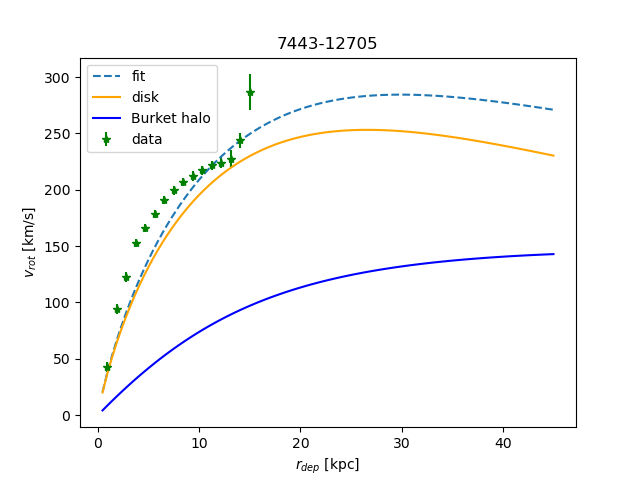 7443-12705
fit
disk
Burket halo
data
v_rot [km/s]
300
250
200
150
100
50
0
0 10 20 30 40
r_dep [kpc]